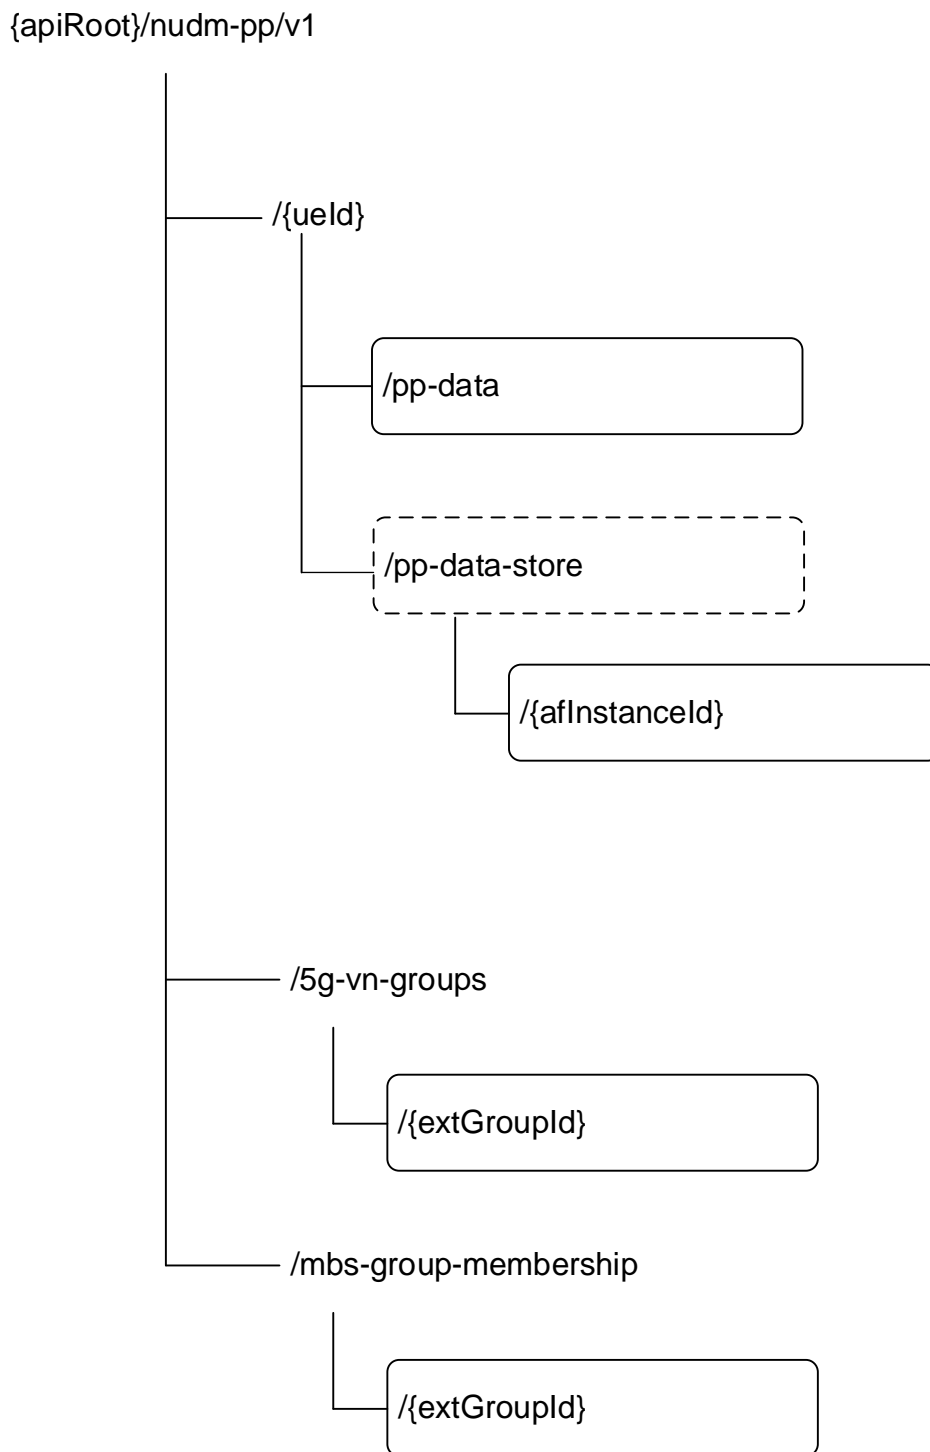 {apiRoot}/nudm-pp/v1
/{ueId}
/pp-data
/pp-data-store
/{afInstanceId}
/5g-vn-groups
/{extGroupId}
/mbs-group-membership
/{extGroupId}